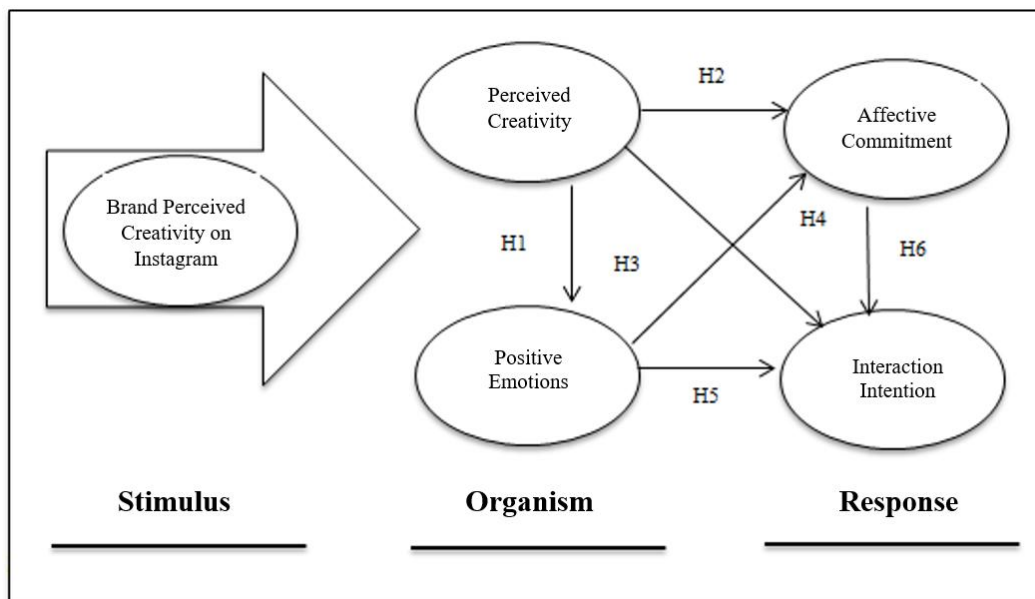 Brand Perceived
Creativity on
Instagram
Perceived
Creativity
H2
Affective
Commitment
H1
H3
H4
H6
Positive
Emotions
H5
Interaction
Intention
Stimulus
Organism
Response